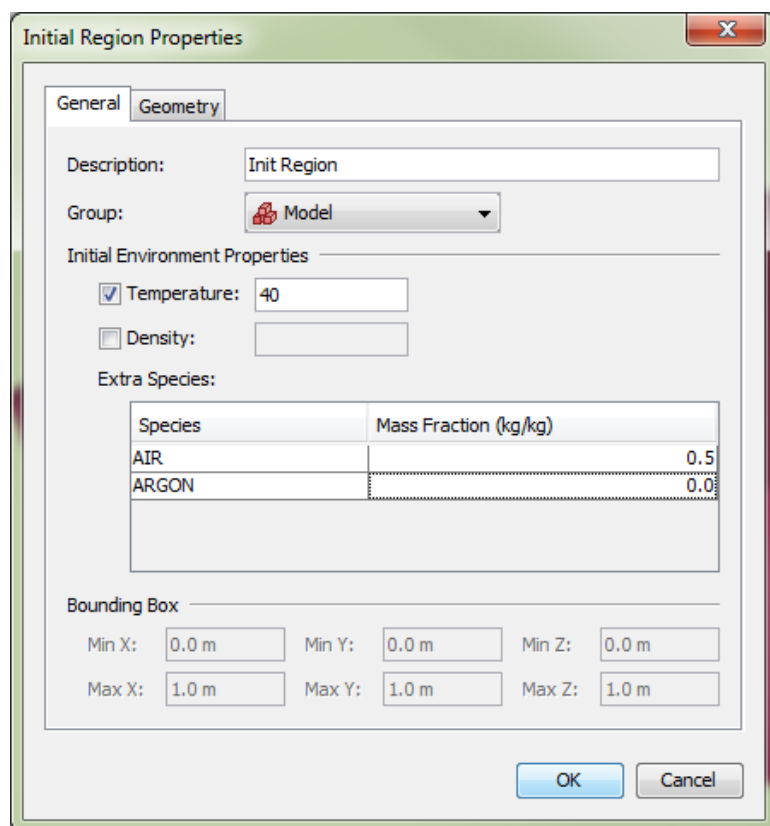 Initial Region Properties
General Geometry
Description: Init Region
Group: Model
Initial Environment Properties
Temperature: 40
Density:
Extra Species:
Species Mass Fraction (kg/kg)
AIR 0.5
ARGON 0.0
Bounding Box
Min X: 0.0 m Min Y: 0.0 m Min Z: 0.0 m
Max X: 1.0 m Max Y: 1.0 m Max Z: 1.0 m
OK Cancel